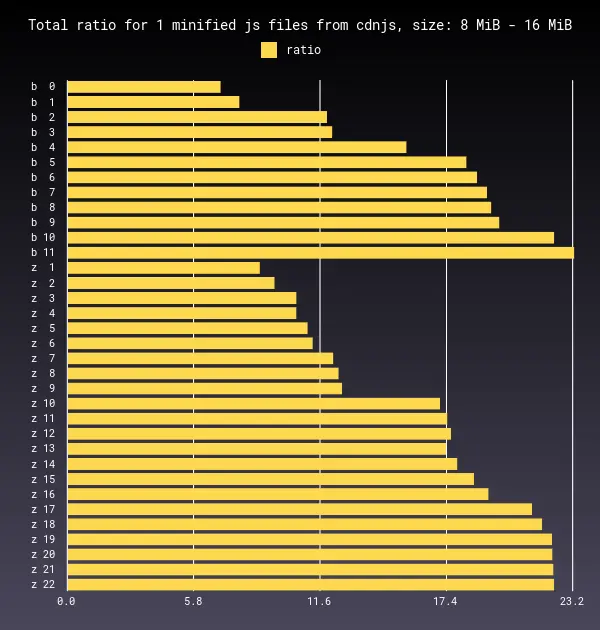 Total ratio for 1 minified js files from cdnjs, size: 8 MiB - 16 MiB
ratio
b 0
b 1
b 2
b 3
b 4
b 5
b 6
b 7
b 8
b 9
b 10
b 11
z 1
z 2
z 3
z 4
z 5
z 6
z 7
z 8
z 9
z 10
z 11
z 12
z 13
z 14
z 15
z 16
z 17
z 18
z 19
z 20
z 21
z 22
0.0 5.8 11.6 17.4 23.2